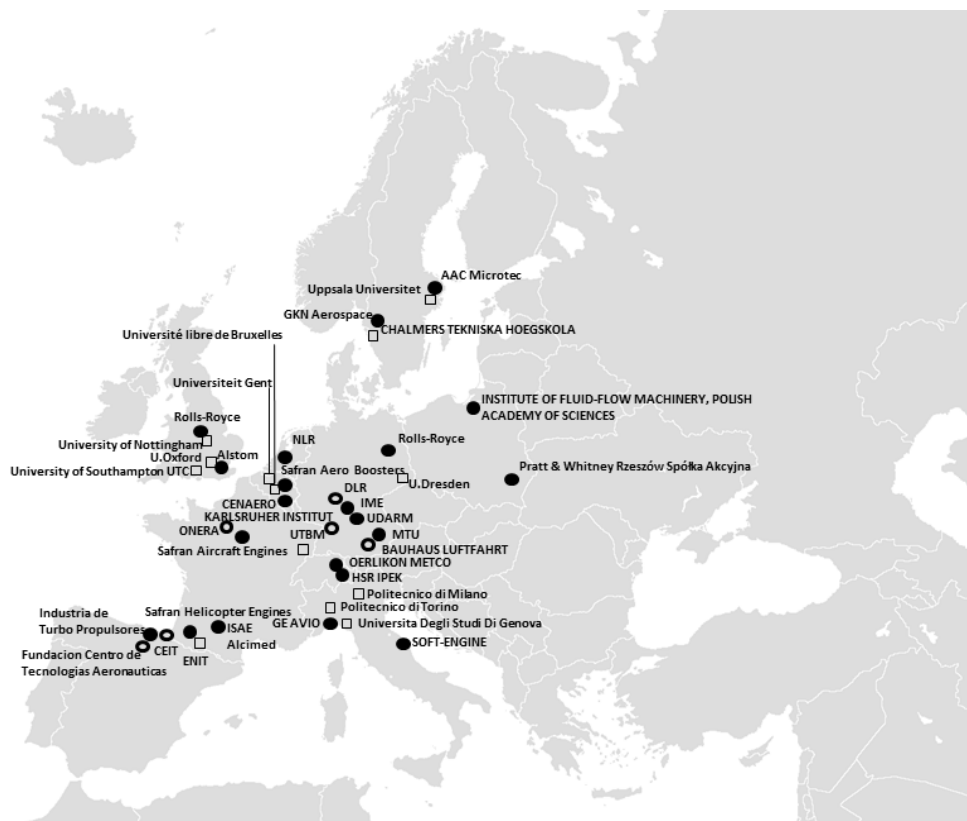 AAC Microtec
Uppsala Universitet
GKN Aerospace
CHALMERS TEKNISKA HOEGSKOLA
Université libre de Bruxelles
Universiteit Gent
INSTITUTE OF FLUID-FLOW MACHINERY, POLISH
ACADEMY OF SCIENCES
Rolls-Royce
University of Nottingham
NLR
Rolls-Royce
U.Oxford
Alstom
University of Southampton UTC
Safran Aero Boosters
Pratt & Whitney Rzeszów Spółka Akcyjna
U.Dresden
DLR
CENAERO
IME
KARLSRUHER INSTITUT
UDARM
ONERA
UTBM
MTU
Safran Aircraft Engines
BAUHAUS LUFTFAHRT
OERLIKON METCO
HSR IPEK
Politecnico di Milano
Politecnico di Torino
Industria de
Turbo Propulsores
Safran Helicopter Engines
ISAE
GE AVIO
Universita Degli Studi Di Genova
CEIT
Alcimed
SOFT-ENGINE
Fundacion Centro de
Tecnologias Aeronauticas
ENIT